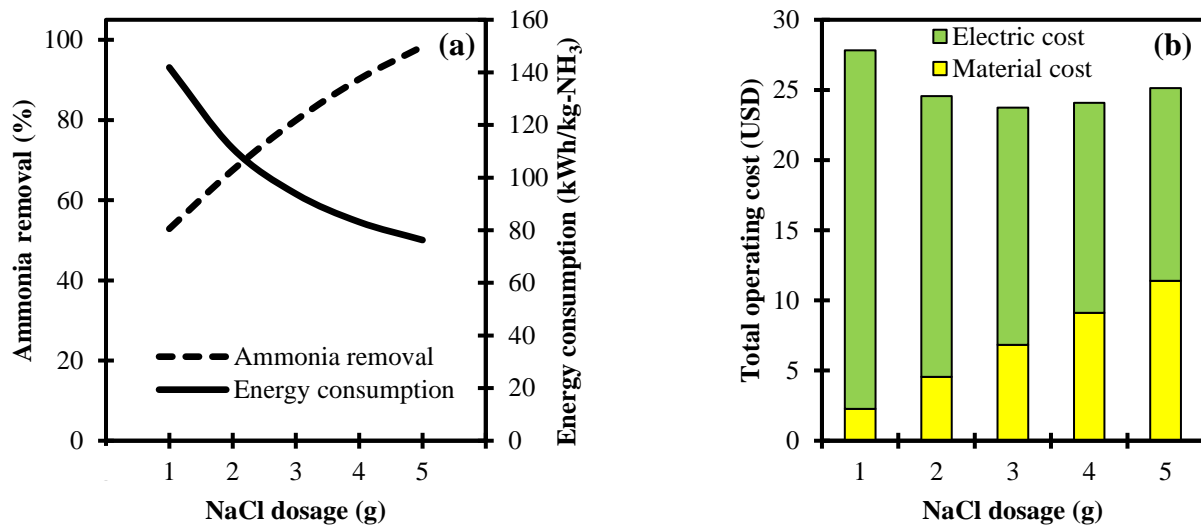 (a)
Ammonia removal (%)
100
80
60
40
20
0
160
140
120
100
80
60
40
20
0
Energy consumption (kWh/kg-NH₃)
Ammonia removal
Energy consumption
1 2 3 4 5
NaCl dosage (g)
(b)
Total operating cost (USD)
30
25
20
15
10
5
0
Electric cost
Material cost
1 2 3 4 5
NaCl dosage (g)